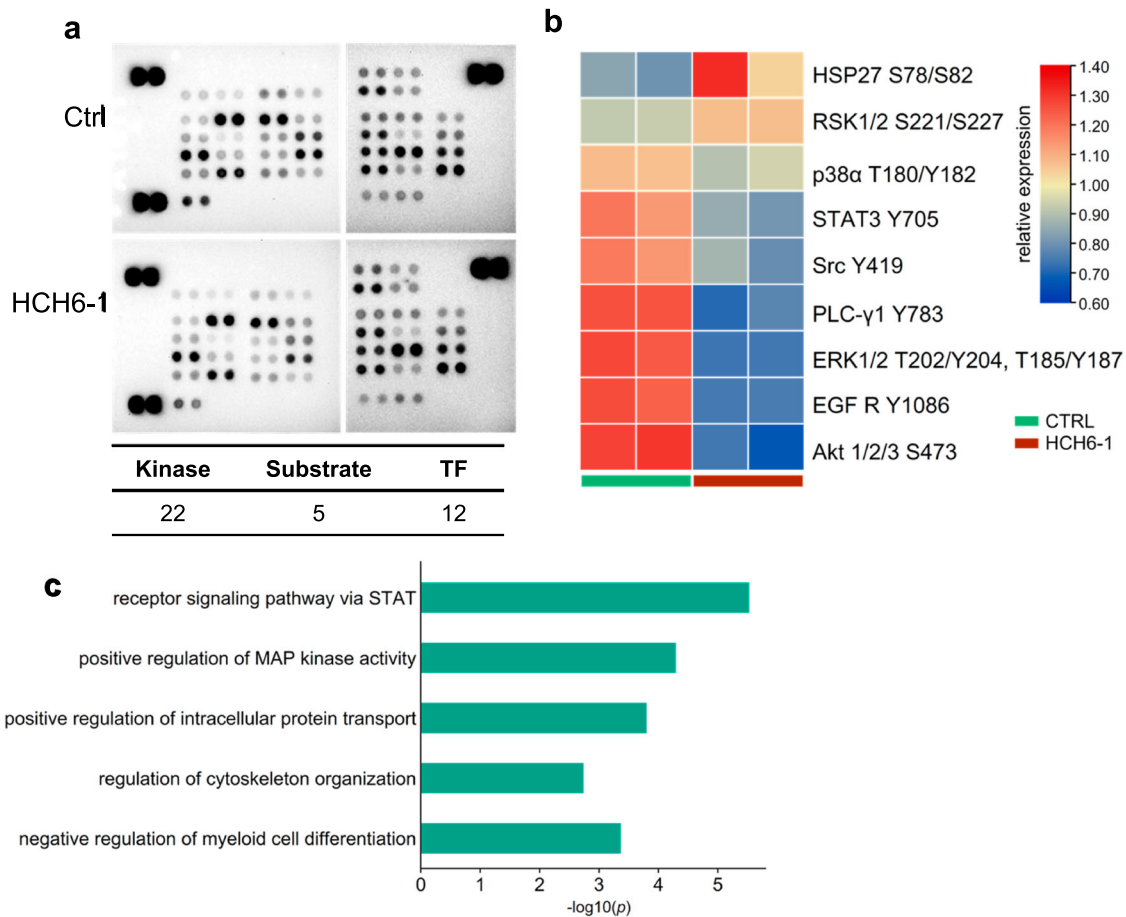 a
Ctrl
HCH6-1
Kinase Substrate TF
22 5 12
b
HSP27 S78/S82
RSK1/2 S221/S227
p38α T180/Y182
STAT3 Y705
Src Y419
PLC-γ1 Y783
ERK1/2 T202/Y204, T185/Y187
EGF R Y1086
Akt 1/2/3 S473
relative expression
1.40
1.30
1.20
1.10
1.00
0.90
0.80
0.70
0.60
CTRL
HCH6-1
c
receptor signaling pathway via STAT
positive regulation of MAP kinase activity
positive regulation of intracellular protein transport
regulation of cytoskeleton organization
negative regulation of myeloid cell differentiation
0 1 2 3 4 5
-log10(p)